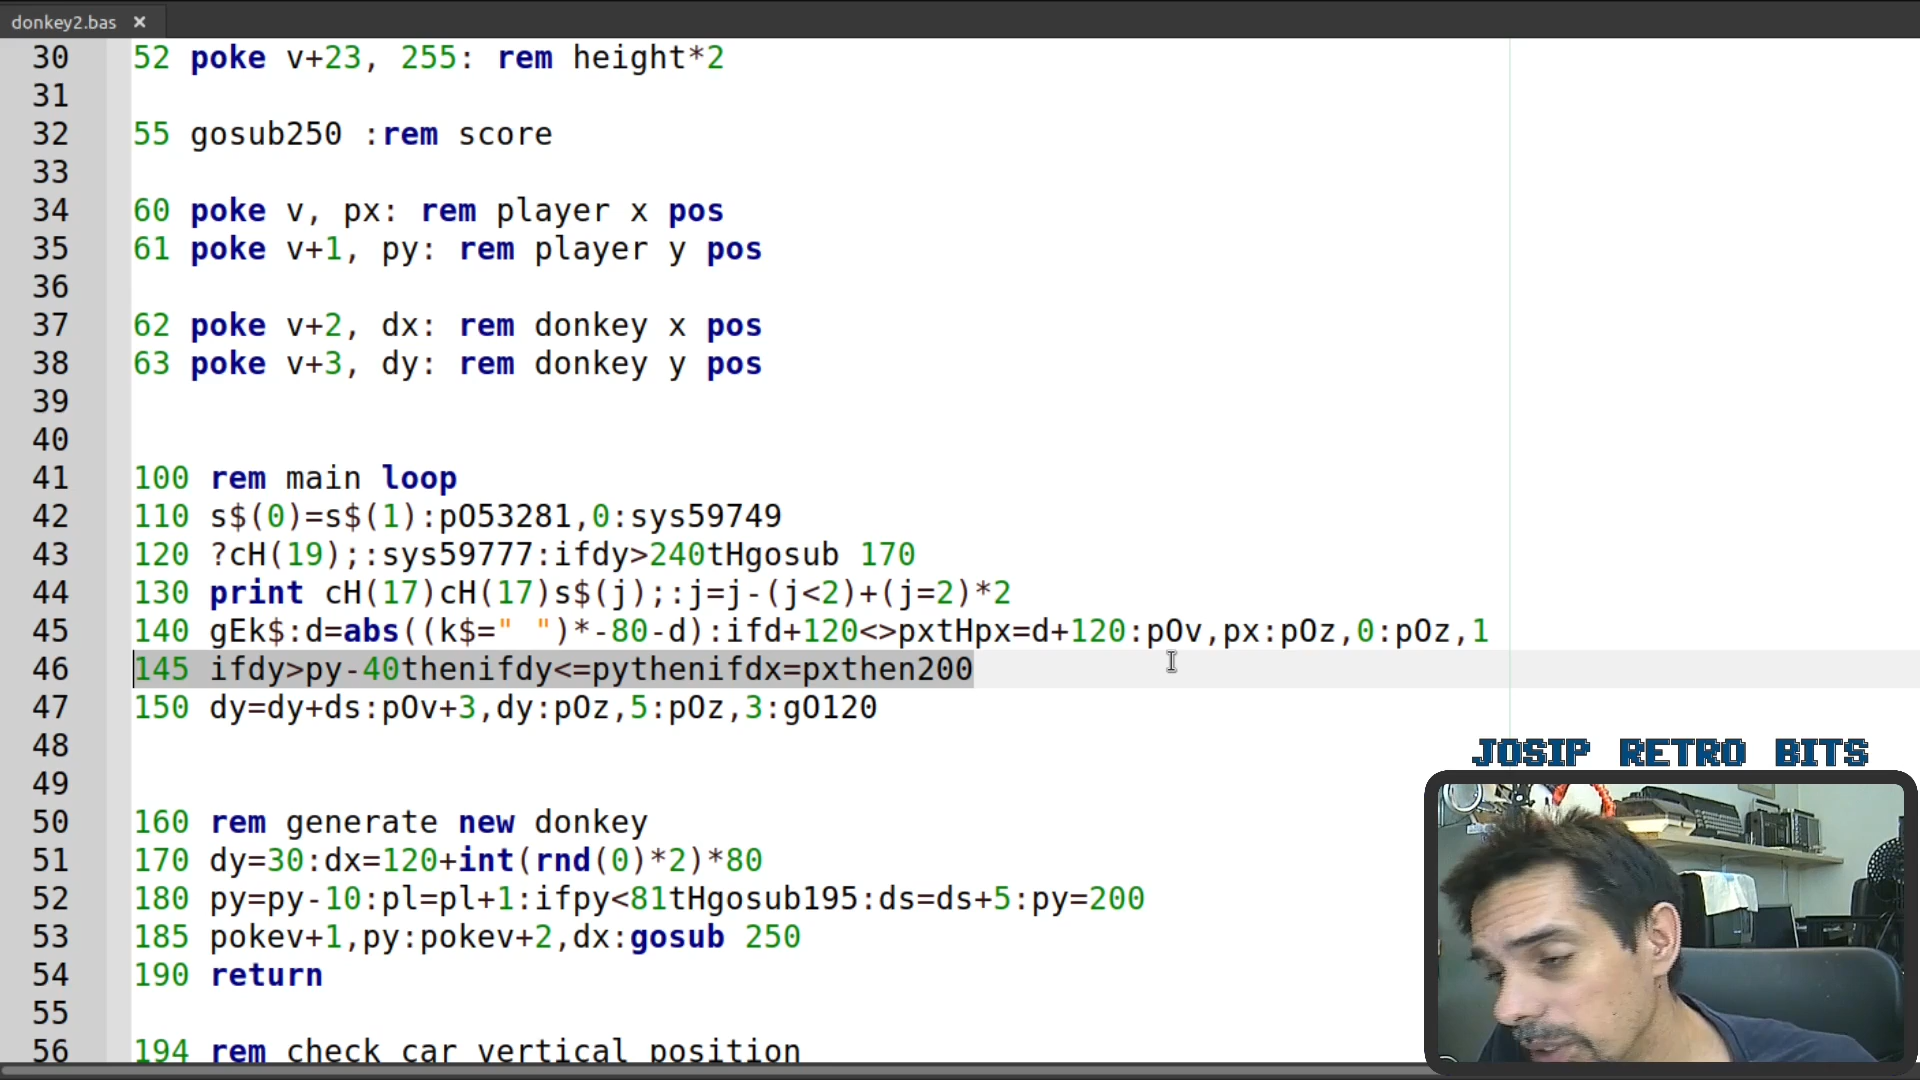 donkey2.bas ×
30 52 poke v+23, 255: rem height*2
31
32 55 gosub250 :rem score
33
34 60 poke v, px: rem player x pos
35 61 poke v+1, py: rem player y pos
36
37 62 poke v+2, dx: rem donkey x pos
38 63 poke v+3, dy: rem donkey y pos
39
40
41 100 rem main loop
42 110 s$(0)=s$(1):pO53281,0:sys59749
43 120 ?cH(19);:sys59777:ifdy>240tHgosub 170
44 130 print cH(17)cH(17)s$(j);:j=j-(j<2)+(j=2)*2
45 140 gEk$:d=abs((k$=" ")*-80-d):ifd+120<>pxtHpx=d+120:pOv,px:pOz,0:pOz,1
46 145 ifdy>py-40thenifdy<=pythenifdx=pxthen200
47 150 dy=dy+ds:pOv+3,dy:pOz,5:pOz,3:gO120
48
49
50 160 rem generate new donkey
51 170 dy=30:dx=120+int(rnd(0)*2)*80
52 180 py=py-10:pl=pl+1:ifpy<81tHgosub195:ds=ds+5:py=200
53 185 pokev+1,py:pokev+2,dx:gosub 250
54 190 return
55
56 194 rem check car vertical position
JOSIP RETRO BITS